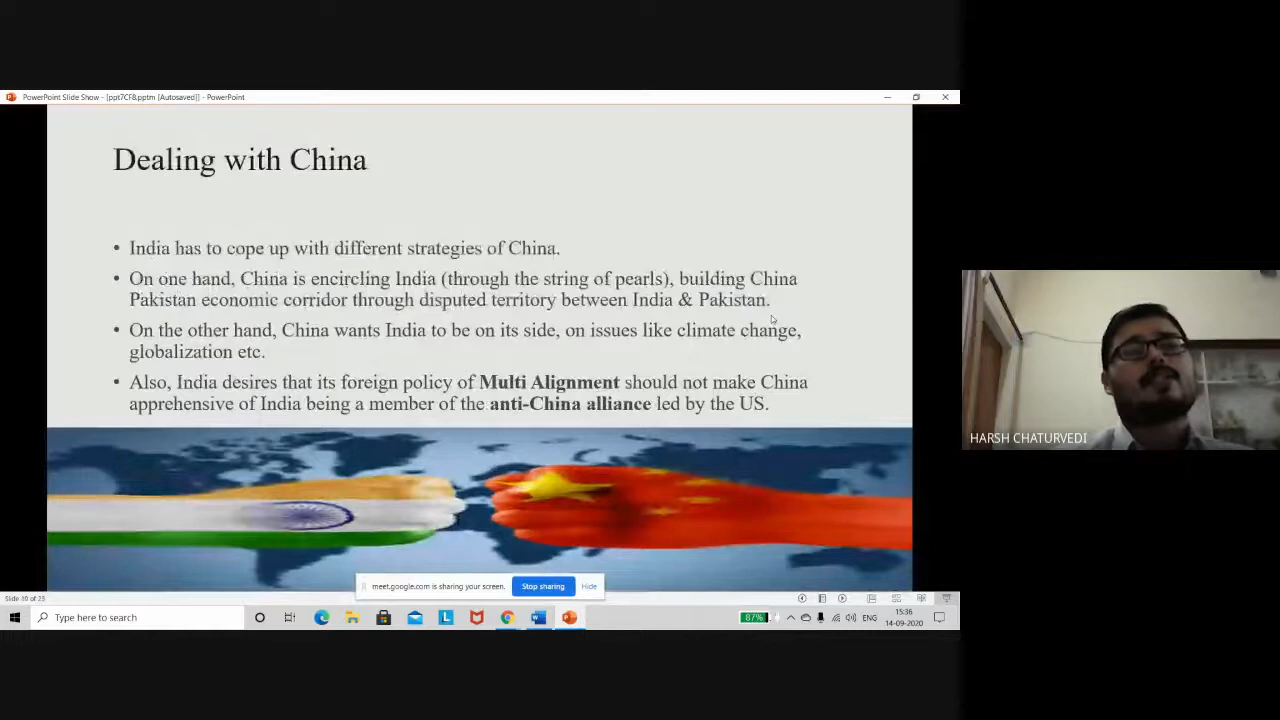 PowerPoint Slide Show - [ppt7CF8.pptm [Autosaved]] - PowerPoint
Dealing with China
• India has to cope up with different strategies of China.
• On one hand, China is encircling India (through the string of pearls), building China
Pakistan economic corridor through disputed territory between India & Pakistan.
• On the other hand, China wants India to be on its side, on issues like climate change,
globalization etc.
• Also, India desires that its foreign policy of Multi Alignment should not make China
apprehensive of India being a member of the anti-China alliance led by the US.
HARSH CHATURVEDI
meet.google.com is sharing your screen. Stop sharing Hide
of 23
Type here to search
87%
ENG
15:36
14-09-2020